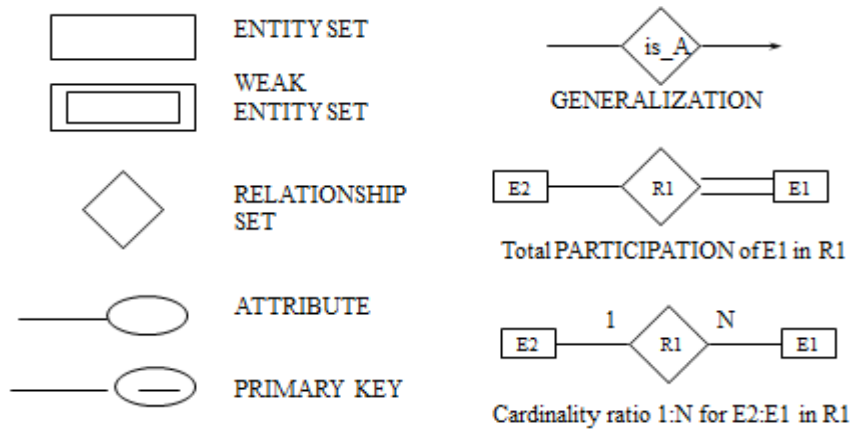 ENTITY SET
WEAK
ENTITY SET
RELATIONSHIP
SET
ATTRIBUTE
PRIMARY KEY
is_A
GENERALIZATION
E2 R1 E1
Total PARTICIPATION of E1 in R1
1 N
E2 R1 E1
Cardinality ratio 1:N for E2:E1 in R1